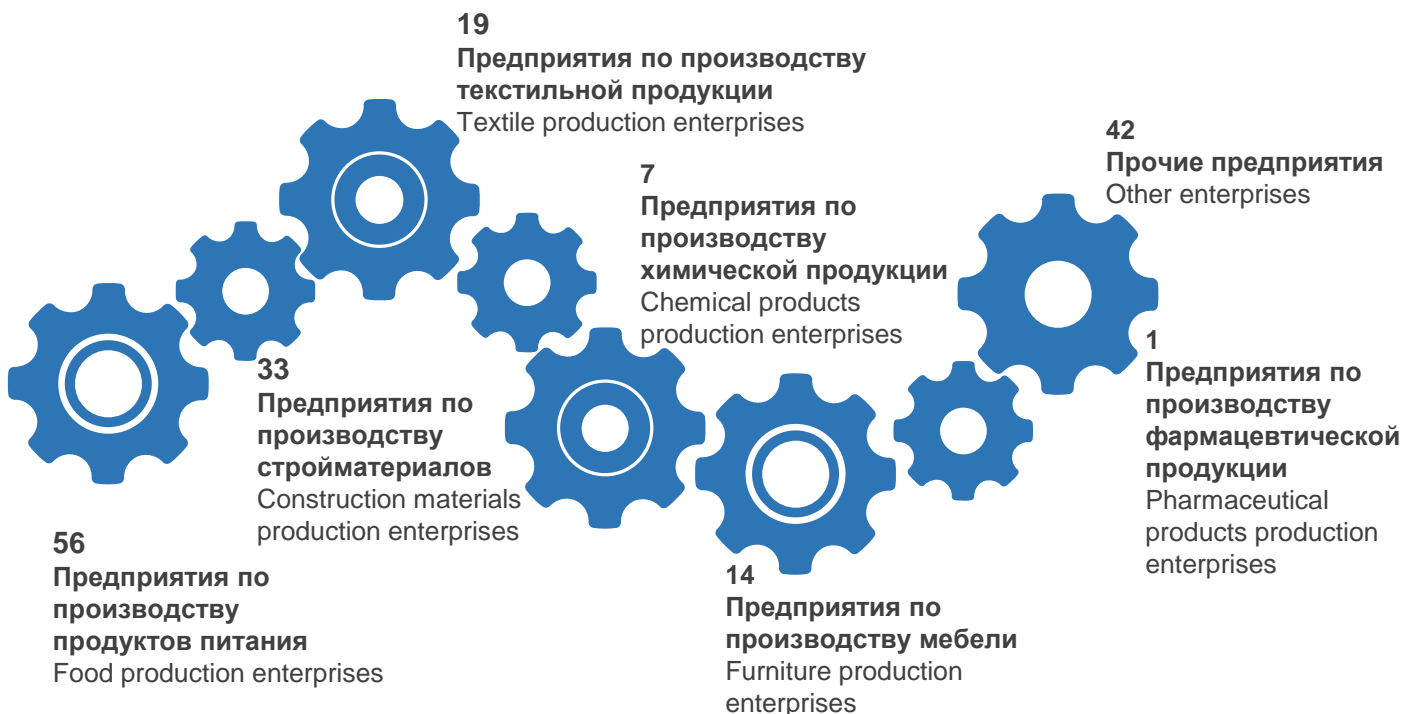 19
Предприятия по производству
текстильной продукции
Textile production enterprises
42
Прочие предприятия
Other enterprises
7
Предприятия по
производству
химической продукции
Chemical products
production enterprises
33
Предприятия по
производству
стройматериалов
Construction materials
production enterprises
1
Предприятия по
производству
фармацевтической
продукции
Pharmaceutical
products production
enterprises
56
Предприятия по
производству
продуктов питания
Food production enterprises
14
Предприятия по
производству мебели
Furniture production
enterprises